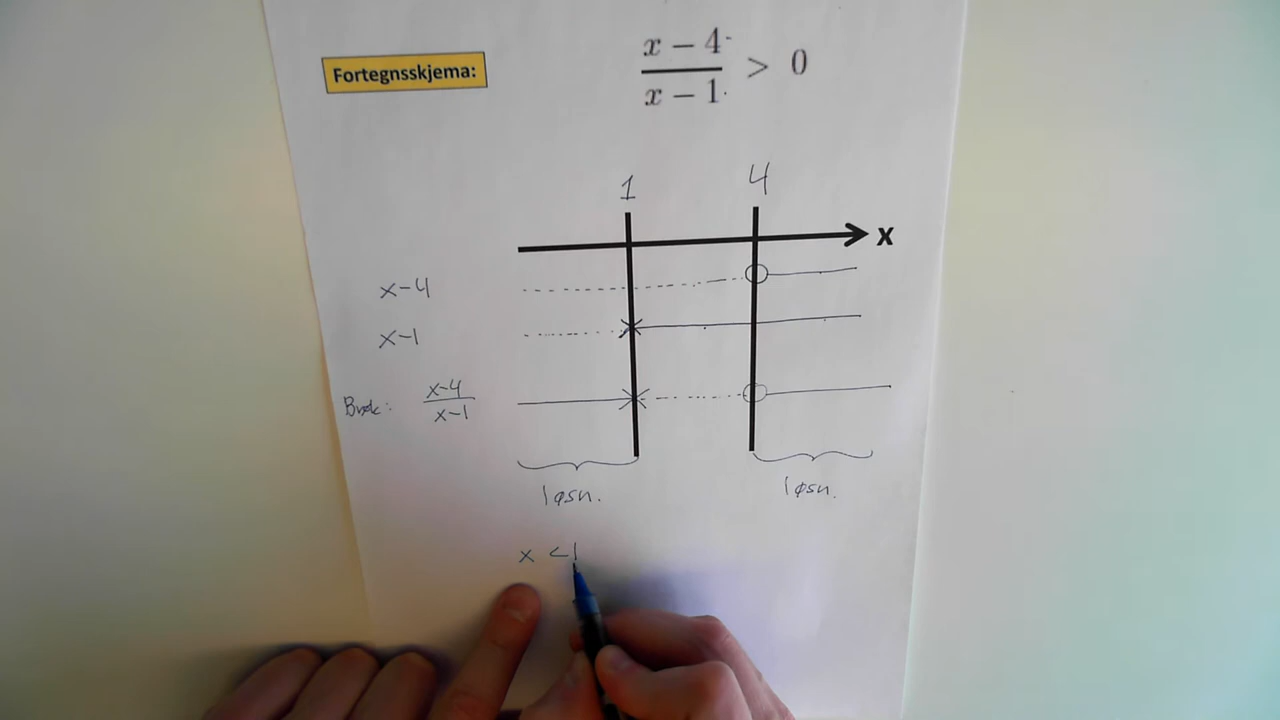 Fortegnsskjema:
x - 4
x - 1
> 0
1 4
x
x-4
x-1
Brøk: x-4
x-1
løsn. løsn.
x < 1